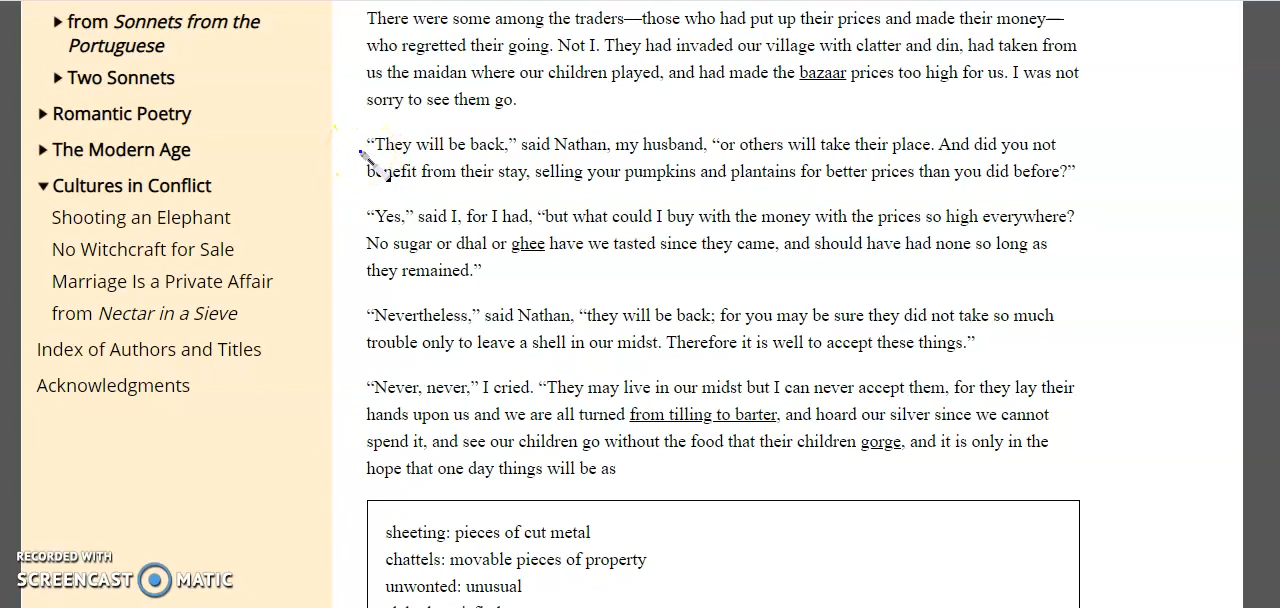 from Sonnets from the
Portuguese
Two Sonnets
Romantic Poetry
The Modern Age
Cultures in Conflict
Shooting an Elephant
No Witchcraft for Sale
Marriage Is a Private Affair
from Nectar in a Sieve
Index of Authors and Titles
Acknowledgments
There were some among the traders—those who had put up their prices and made their money—
who regretted their going. Not I. They had invaded our village with clatter and din, had taken from
us the maidan where our children played, and had made the bazaar prices too high for us. I was not
sorry to see them go.
“They will be back,” said Nathan, my husband, “or others will take their place. And did you not
benefit from their stay, selling your pumpkins and plantains for better prices than you did before?”
“Yes,” said I, for I had, “but what could I buy with the money with the prices so high everywhere?
No sugar or dhal or ghee have we tasted since they came, and should have had none so long as
they remained.”
“Nevertheless,” said Nathan, “they will be back; for you may be sure they did not take so much
trouble only to leave a shell in our midst. Therefore it is well to accept these things.”
“Never, never,” I cried. “They may live in our midst but I can never accept them, for they lay their
hands upon us and we are all turned from tilling to barter, and hoard our silver since we cannot
spend it, and see our children go without the food that their children gorge, and it is only in the
hope that one day things will be as
sheeting: pieces of cut metal
chattels: movable pieces of property
unwonted: unusual
RECORDED WITH
SCREENCAST MATIC